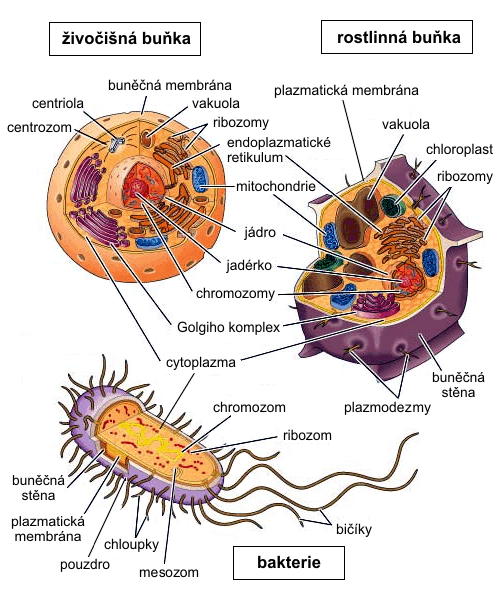 živočišná buňka
rostlinná buňka
buněčná membrána
plazmatická membrána
centriola
vakuola
centrozom
ribozomy
vakuola
endoplazmatické
retikulum
chloroplast
ribozomy
mitochondrie
jádro
jadérko
chromozomy
Golgiho komplex
cytoplazma
buněčná
stěna
plazmodezmy
chromozom
ribozom
buněčná
stěna
plazmatická
membrána
chloupky
bičíky
pouzdro
mezozom
bakterie